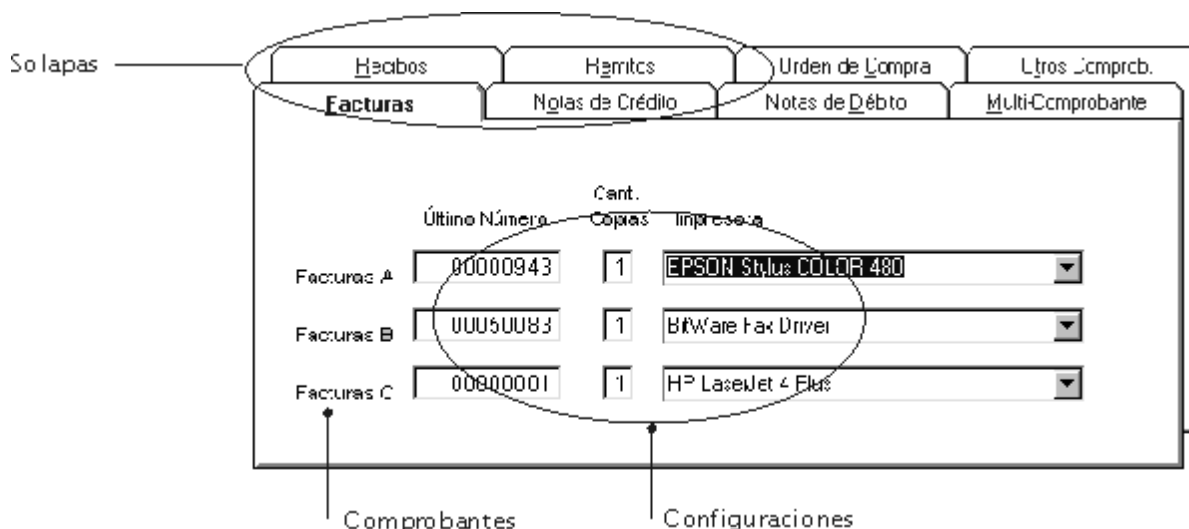 Solapas
Recibos Remitos Orden de Compra Otros Comprob.
Facturas Notas de Crédito Notas de Débito Multi-Comprobante
Cant.
Último Número Copias Impresora
Facturas A 00000943 1 EPSON Stylus COLOR 480
Facturas B 1 BitWare Fax Driver
Facturas C 00000001 1 HP LaserJet 4 Plus
Comprobantes Configuraciones